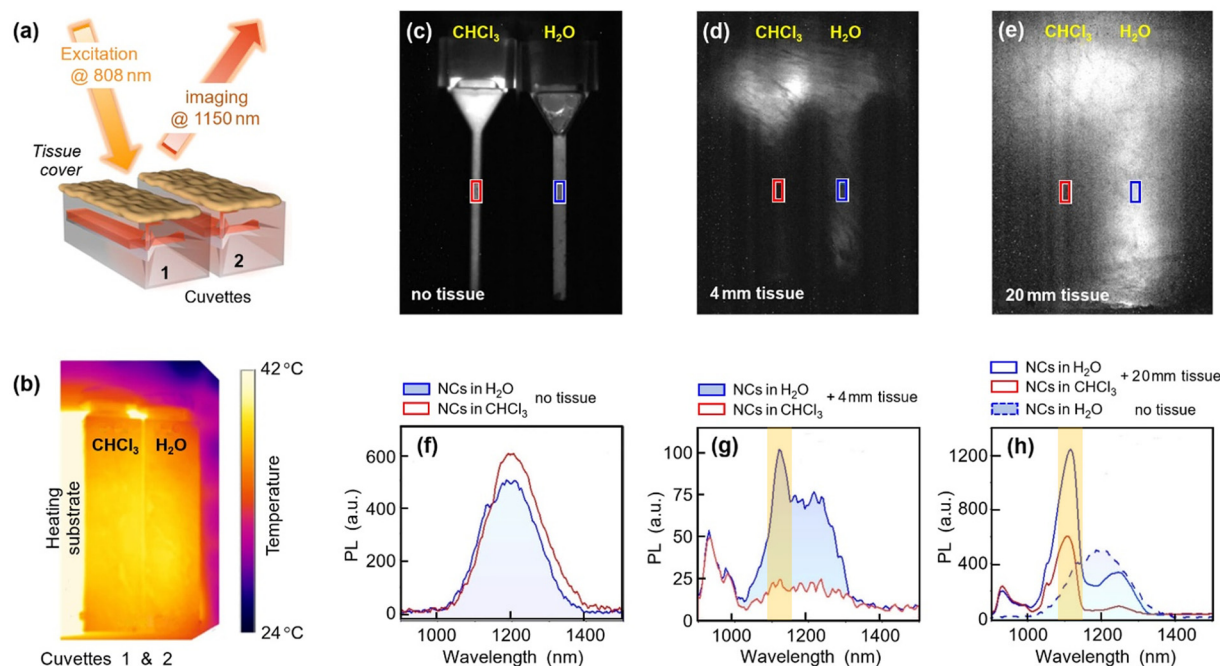 (a)
Excitation
@ 808 nm
imaging
@ 1150 nm
Tissue
cover
1
2
Cuvettes
(b)
42 °C
CHCl₃ H₂O
Heating
substrate
Temperature
24 °C
Cuvettes 1 & 2
(c)
CHCl₃ H₂O
no tissue
(d)
CHCl₃ H₂O
4 mm tissue
(e)
CHCl₃ H₂O
20 mm tissue
NCs in H₂O
NCs in CHCl₃
no tissue
(f)
600
400
200
0
PL (a.u.)
1000 1200 1400
Wavelength (nm)
NCs in H₂O
NCs in CHCl₃
+ 4 mm tissue
(g)
100
75
50
25
0
PL (a.u.)
1000 1200 1400
Wavelength (nm)
NCs in H₂O
NCs in CHCl₃
+ 20 mm tissue
NCs in H₂O no tissue
(h)
1200
800
400
0
PL (a.u.)
1000 1200 1400
Wavelength (nm)